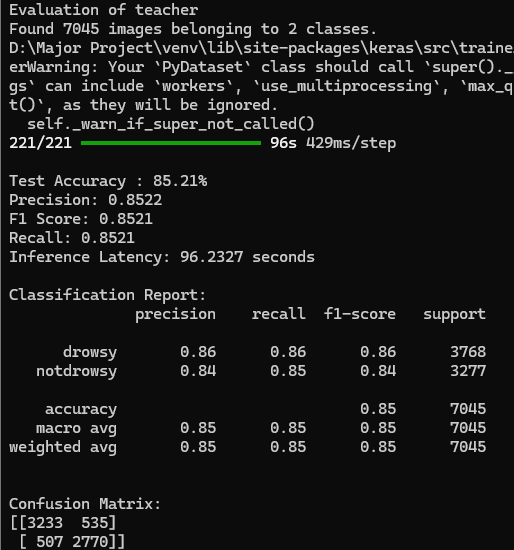 Evaluation of teacher
Found 7045 images belonging to 2 classes.
D:\Major Project\venv\lib\site-packages\keras\src\traine
erWarning: Your `PyDataset` class should call `super()._
gs` can include `workers`, `use_multiprocessing`, `max_q
t()`, as they will be ignored.
  self._warn_if_super_not_called()
221/221 ━━━━━━━━━━━━━━━━━━━━ 96s 429ms/step

Test Accuracy : 85.21%
Precision: 0.8522
F1 Score: 0.8521
Recall: 0.8521
Inference Latency: 96.2327 seconds

Classification Report:
              precision    recall  f1-score   support

      drowsy       0.86      0.86      0.86      3768
   notdrowsy       0.84      0.85      0.84      3277

    accuracy                           0.85      7045
   macro avg       0.85      0.85      0.85      7045
weighted avg       0.85      0.85      0.85      7045

Confusion Matrix:
[[3233  535]
 [ 507 2770]]